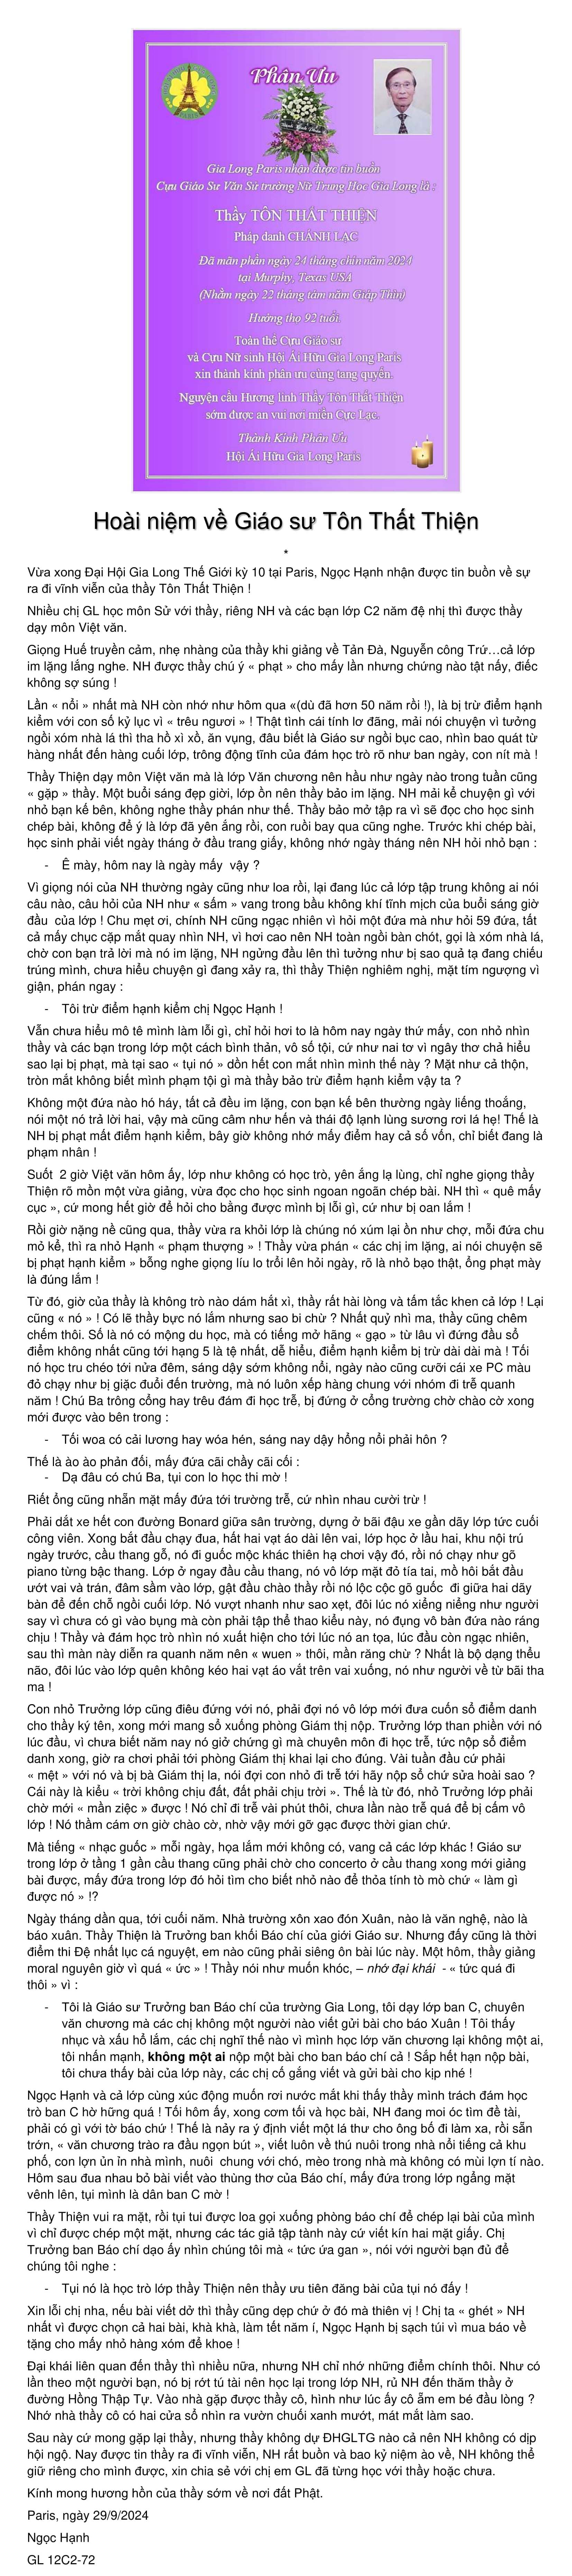 Phân Ưu
Gia Long Paris nhận được tin buồn
Cựu Giáo Sư Văn Sử trường Nữ Trung Học Gia Long là :
Thầy TÔN THẤT THIỆN
Pháp danh CHÁNH LẠC
Đã mãn phần ngày 24 tháng chín năm 2024
tại Murphy, Texas USA
(Nhằm ngày 22 tháng tám năm Giáp Thìn)
Hưởng thọ 92 tuổi.
Toàn thể Cựu Giáo sư
và Cựu Nữ sinh Hội Ái Hữu Gia Long Paris
xin thành kính phân ưu cùng tang quyến.
Nguyện cầu Hương linh Thầy Tôn Thất Thiện
sớm được an vui nơi miền Cực Lạc.
Thành Kính Phân Ưu
Hội Ái Hữu Gia Long Paris
Hoài niệm về Giáo sư Tôn Thất Thiện
*
Vừa xong Đại Hội Gia Long Thế Giới kỳ 10 tại Paris, Ngọc Hạnh nhận được tin buồn về sự
ra đi vĩnh viễn của thầy Tôn Thất Thiện !
Nhiều chị GL học môn Sử với thầy, riêng NH và các bạn lớp C2 năm đệ nhị thì được thầy
dạy môn Việt văn.
Giọng Huế truyền cảm, nhẹ nhàng của thầy khi giảng về Tản Đà, Nguyễn công Trứ…cả lớp
im lặng lắng nghe. NH được thầy chú ý « phạt » cho mấy lần nhưng chứng nào tật nấy, điếc
không sợ súng !
Lần « nổi » nhất mà NH còn nhớ như hôm qua «(dù đã hơn 50 năm rồi !), là bị trừ điểm hạnh
kiểm với con số kỷ lục vì « trêu ngươi » ! Thật tình cái tính lơ đãng, mải nói chuyện vì tưởng
ngồi xóm nhà lá thì tha hồ xì xồ, ăn vụng, đâu biết là Giáo sư ngồi bục cao, nhìn bao quát từ
hàng nhất đến hàng cuối lớp, trông động tĩnh của đám học trò rõ như ban ngày, con nít mà !
Thầy Thiện dạy môn Việt văn mà là lớp Văn chương nên hầu như ngày nào trong tuần cũng
« gặp » thầy. Một buổi sáng đẹp giời, lớp ồn nên thầy bảo im lặng. NH mải kể chuyện gì với
nhỏ bạn kế bên, không nghe thầy phán như thế. Thầy bảo mở tập ra vì sẽ đọc cho học sinh
chép bài, không để ý là lớp đã yên ắng rồi, con ruồi bay qua cũng nghe. Trước khi chép bài,
học sinh phải viết ngày tháng ở đầu trang giấy, không nhớ ngày tháng nên NH hỏi nhỏ bạn :
- Ê mày, hôm nay là ngày mấy vậy ?
Vì giọng nói của NH thường ngày cũng như loa rồi, lại đang lúc cả lớp tập trung không ai nói
câu nào, câu hỏi của NH như « sấm » vang trong bầu không khí tĩnh mịch của buổi sáng giờ
đầu của lớp ! Chu mẹt ơi, chính NH cũng ngạc nhiên vì hỏi một đứa mà như hỏi 59 đứa, tất
cả mấy chục cặp mắt quay nhìn NH, vì hơi cao nên NH toàn ngồi bàn chót, gọi là xóm nhà lá,
chờ con bạn trả lời mà nó im lặng, NH ngửng đầu lên thì tưởng như bị sao quả tạ đang chiếu
trúng mình, chưa hiểu chuyện gì đang xảy ra, thì thầy Thiện nghiêm nghị, mặt tím ngượng vì
giận, phán ngay :
- Tôi trừ điểm hạnh kiểm chị Ngọc Hạnh !
Vẫn chưa hiểu mô tê mình làm lỗi gì, chỉ hỏi hơi to là hôm nay ngày thứ mấy, con nhỏ nhìn
thầy và các bạn trong lớp một cách bình thản, vô số tội, cứ như nai tơ vì ngây thơ chả hiểu
sao lại bị phạt, mà tại sao « tụi nó » dồn hết con mắt nhìn mình thế này ? Mặt như cả thộn,
tròn mắt không biết mình phạm tội gì mà thầy bảo trừ điểm hạnh kiểm vậy ta ?
Không một đứa nào hó háy, tất cả đều im lặng, con bạn kế bên thường ngày liếng thoắng,
nói một nó trả lời hai, vậy mà cũng câm như hến và thái độ lạnh lùng sương rơi lá hẹ! Thế là
NH bị phạt mất điểm hạnh kiểm, bây giờ không nhớ mấy điểm hay cả số vốn, chỉ biết đang là
phạm nhân !
Suốt 2 giờ Việt văn hôm ấy, lớp như không có học trò, yên ắng lạ lùng, chỉ nghe giọng thầy
Thiện rõ mồn một vừa giảng, vừa đọc cho học sinh ngoan ngoãn chép bài. NH thì « quê mấy
cục », cứ mong hết giờ để hỏi cho bằng được mình bị lỗi gì, cứ như bị oan lắm !
Rồi giờ nặng nề cũng qua, thầy vừa ra khỏi lớp là chúng nó xúm lại ồn như chợ, mỗi đứa chu
mỏ kể, thì ra nhỏ Hạnh « phạm thượng » ! Thầy vừa phán « các chị im lặng, ai nói chuyện sẽ
bị phạt hạnh kiểm » bỗng nghe giọng líu lo trổi lên hỏi ngày, rõ là nhỏ bạo thật, ổng phạt mày
là đúng lắm !
Từ đó, giờ của thầy là không trò nào dám hắt xì, thầy rất hài lòng và tấm tắc khen cả lớp ! Lại
cũng « nó » ! Có lẽ thầy bực nó lắm nhưng sao bi chừ ? Nhất quỷ nhì ma, thầy cũng chêm
chếm thôi. Số là nó có mộng du học, mà có tiếng mở hãng « gạo » từ lâu vì đứng đầu sổ
điểm không nhất cũng tới hạng 5 là tệ nhất, dễ hiểu, điểm hạnh kiểm bị trừ dài dài mà ! Tối
nó học tru chéo tới nửa đêm, sáng dậy sớm không nổi, ngày nào cũng cưỡi cái xe PC màu
đỏ chạy như bị giặc đuổi đến trường, mà nó luôn xếp hàng chung với nhóm đi trễ quanh
năm ! Chú Ba trông cổng hay trêu đám đi học trễ, bị đứng ở cổng trường chờ chào cờ xong
mới được vào bên trong :
- Tối woa có cải lương hay wóa hén, sáng nay dậy hổng nổi phải hôn ?
Thế là ào ào phản đối, mấy đứa cãi chầy cãi cối :
- Dạ đâu có chú Ba, tụi con lo học thi mờ !
Riết ổng cũng nhẵn mặt mấy đứa tới trường trễ, cứ nhìn nhau cười trừ !
Phải dắt xe hết con đường Bonard giữa sân trường, dựng ở bãi đậu xe gần dãy lớp tức cuối
công viên. Xong bắt đầu chạy đua, hất hai vạt áo dài lên vai, lớp học ở lầu hai, khu nội trú
ngày trước, cầu thang gỗ, nó đi guốc mộc khác thiên hạ chơi vậy đó, rồi nó chạy như gõ
piano từng bậc thang. Lớp ở ngay đầu cầu thang, nó vô lớp mặt đỏ tía tai, mồ hôi bắt đầu
ướt vai và trán, đâm sầm vào lớp, gật đầu chào thầy rồi nó lộc cộc gõ guốc đi giữa hai dãy
bàn để đến chỗ ngồi cuối lớp. Nó vượt nhanh như sao xẹt, đôi lúc nó xiểng niểng như người
say vì chưa có gì vào bụng mà còn phải tập thể thao kiểu này, nó đụng vô bàn đứa nào ráng
chịu ! Thầy và đám học trò nhìn nó xuất hiện cho tới lúc nó an tọa, lúc đầu còn ngạc nhiên,
sau thì màn này diễn ra quanh năm nên « wuen » thôi, mần răng chừ ? Nhất là bộ dạng thểu
não, đôi lúc vào lớp quên không kéo hai vạt áo vắt trên vai xuống, nó như người về từ bãi tha
ma !
Con nhỏ Trưởng lớp cũng điêu đứng với nó, phải đợi nó vô lớp mới đưa cuốn sổ điểm danh
cho thầy ký tên, xong mới mang sổ xuống phòng Giám thị nộp. Trưởng lớp than phiền với nó
lúc đầu, vì chưa biết năm nay nó giở chứng gì mà chuyên môn đi học trễ, tức nộp sổ điểm
danh xong, giờ ra chơi phải tới phòng Giám thị khai lại cho đúng. Vài tuần đầu cứ phải
« mệt » với nó và bị bà Giám thị la, nói đợi con nhỏ đi trễ tới hãy nộp sổ chứ sửa hoài sao ?
Cái này là kiểu « trời không chịu đất, đất phải chịu trời ». Thế là từ đó, nhỏ Trưởng lớp phải
chờ mới « mần ziệc » được ! Nó chỉ đi trễ vài phút thôi, chưa lần nào trễ quá để bị cấm vô
lớp ! Nó thầm cám ơn giờ chào cờ, nhờ vậy mới gỡ gạc được thời gian chứ.
Mà tiếng « nhạc guốc » mỗi ngày, họa lắm mới không có, vang cả các lớp khác ! Giáo sư
trong lớp ở tầng 1 gần cầu thang cũng phải chờ cho concerto ở cầu thang xong mới giảng
bài được, mấy đứa trong lớp đó hỏi tìm cho biết nhỏ nào để thỏa tính tò mò chứ « làm gì
được nó » !?
Ngày tháng dần qua, tới cuối năm. Nhà trường xôn xao đón Xuân, nào là văn nghệ, nào là
báo xuân. Thầy Thiện là Trưởng ban khối Báo chí của giới Giáo sư. Nhưng đấy cũng là thời
điểm thi Đệ nhất lục cá nguyệt, em nào cũng phải siêng ôn bài lúc này. Một hôm, thầy giảng
moral nguyên giờ vì quá « ức » ! Thầy nói như muốn khóc, – nhớ đại khái - « tức quá đi
thôi » vì :
- Tôi là Giáo sư Trưởng ban Báo chí của trường Gia Long, tôi dạy lớp ban C, chuyên
văn chương mà các chị không một người nào viết gửi bài cho báo Xuân ! Tôi thấy
nhục và xấu hổ lắm, các chị nghĩ thế nào vì mình học lớp văn chương lại không một ai,
tôi nhấn mạnh, không một ai nộp một bài cho ban báo chí cả ! Sắp hết hạn nộp bài,
tôi chưa thấy bài của lớp này, các chị cố gắng viết và gửi bài cho kịp nhé !
Ngọc Hạnh và cả lớp cùng xúc động muốn rơi nước mắt khi thấy thầy mình trách đám học
trò ban C hờ hững quá ! Tối hôm ấy, xong cơm tối và học bài, NH đang moi óc tìm đề tài,
phải có gì với tờ báo chứ ! Thế là nảy ra ý định viết một lá thư cho ông bố đi làm xa, rồi sẵn
trớn, « văn chương trào ra đầu ngọn bút », viết luôn về thú nuôi trong nhà nổi tiếng cả khu
phố, con lợn ủn ỉn nhà mình, nuôi chung với chó, mèo trong nhà mà không có mùi lợn tí nào.
Hôm sau đua nhau bỏ bài viết vào thùng thơ của Báo chí, mấy đứa trong lớp ngẩng mặt
vênh lên, tụi mình là dân ban C mờ !
Thầy Thiện vui ra mặt, rồi tụi tui được loa gọi xuống phòng báo chí để chép lại bài của mình
vì chỉ được chép một mặt, nhưng các tác giả tập tành này cứ viết kín hai mặt giấy. Chị
Trưởng ban Báo chí dạo ấy nhìn chúng tôi mà « tức ứa gan », nói với người bạn đủ để
chúng tôi nghe :
- Tụi nó là học trò lớp thầy Thiện nên thầy ưu tiên đăng bài của tụi nó đấy !
Xin lỗi chị nha, nếu bài viết dở thì thầy cũng dẹp chứ ở đó mà thiên vị ! Chị ta « ghét » NH
nhất vì được chọn cả hai bài, khà khà, làm tết năm í, Ngọc Hạnh bị sạch túi vì mua báo về
tặng cho mấy nhỏ hàng xóm để khoe !
Đại khái liên quan đến thầy thì nhiều nữa, nhưng NH chỉ nhớ những điểm chính thôi. Như có
lần theo một người bạn, nó bị rớt tú tài nên học lại trong lớp NH, rủ NH đến thăm thầy ở
đường Hồng Thập Tự. Vào nhà gặp được thầy cô, hình như lúc ấy cô ẵm em bé đầu lòng ?
Nhớ nhà thầy cô có hai cửa sổ nhìn ra vườn chuối xanh mướt, mát mắt làm sao.
Sau này cứ mong gặp lại thầy, nhưng thầy không dự ĐHGLTG nào cả nên NH không có dịp
hội ngộ. Nay được tin thầy ra đi vĩnh viễn, NH rất buồn và bao kỷ niệm ào về, NH không thể
giữ riêng cho mình được, xin chia sẻ với chị em GL đã từng học với thầy hoặc chưa.
Kính mong hương hồn của thầy sớm về nơi đất Phật.
Paris, ngày 29/9/2024
Ngọc Hạnh
GL 12C2-72